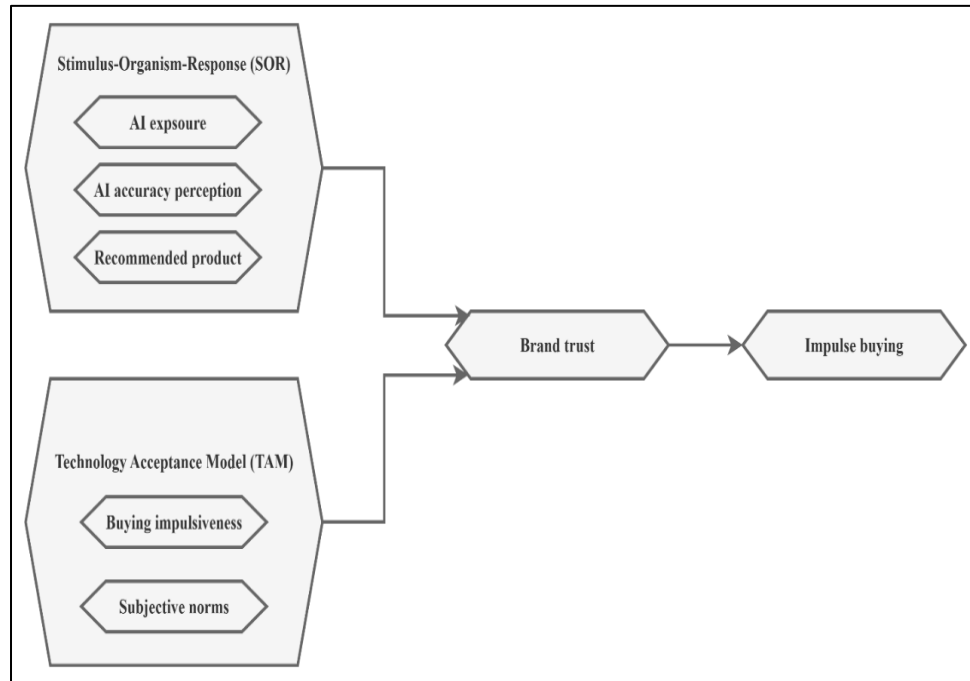 Stimulus-Organism-Response (SOR)
AI expsoure
AI accuracy perception
Recommended product
Technology Acceptance Model (TAM)
Buying impulsiveness
Subjective norms
Brand trust
Impulse buying